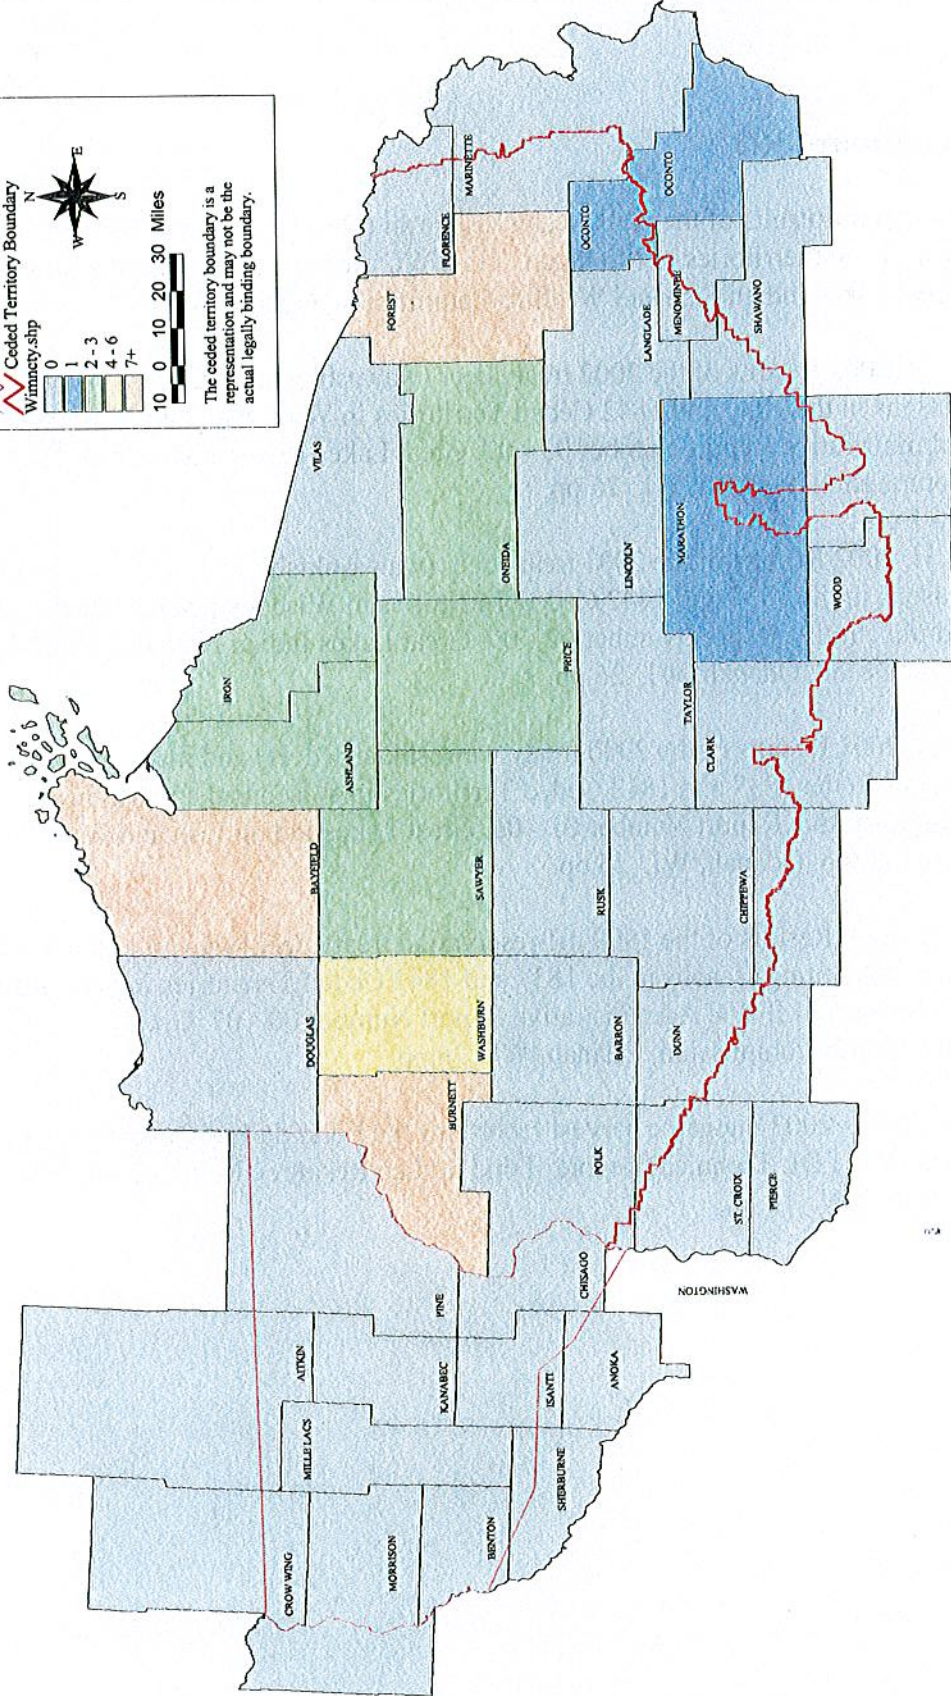 Ceded Territory Boundary
Wimncty.shp
0
1
2 - 3
4 - 6
7+
N
W
E
S
10 0 10 20 30 Miles
The ceded territory boundary is a
representation and may not be the
actual legally binding boundary.
CROW WING
AITKIN
MILLE LACS
MORRISON
KANABEC
PINE
BENTON
SHERBURNE
ISANTI
CHISAGO
ANOKA
WASHINGTON
DOUGLAS
BAYFIELD
ASHLAND
IRON
VILAS
FOREST
FLORENCE
MARINETTE
BURNETT
WASHBURN
SAWYER
PRICE
ONEIDA
POLK
BARRON
RUSK
TAYLOR
LINCOLN
LANGLADE
OCONTO
OCONTO
MENOMINEE
SHAWANO
MARATHON
ST. CROIX
DUNN
CHIPPEWA
CLARK
WOOD
PIERCE